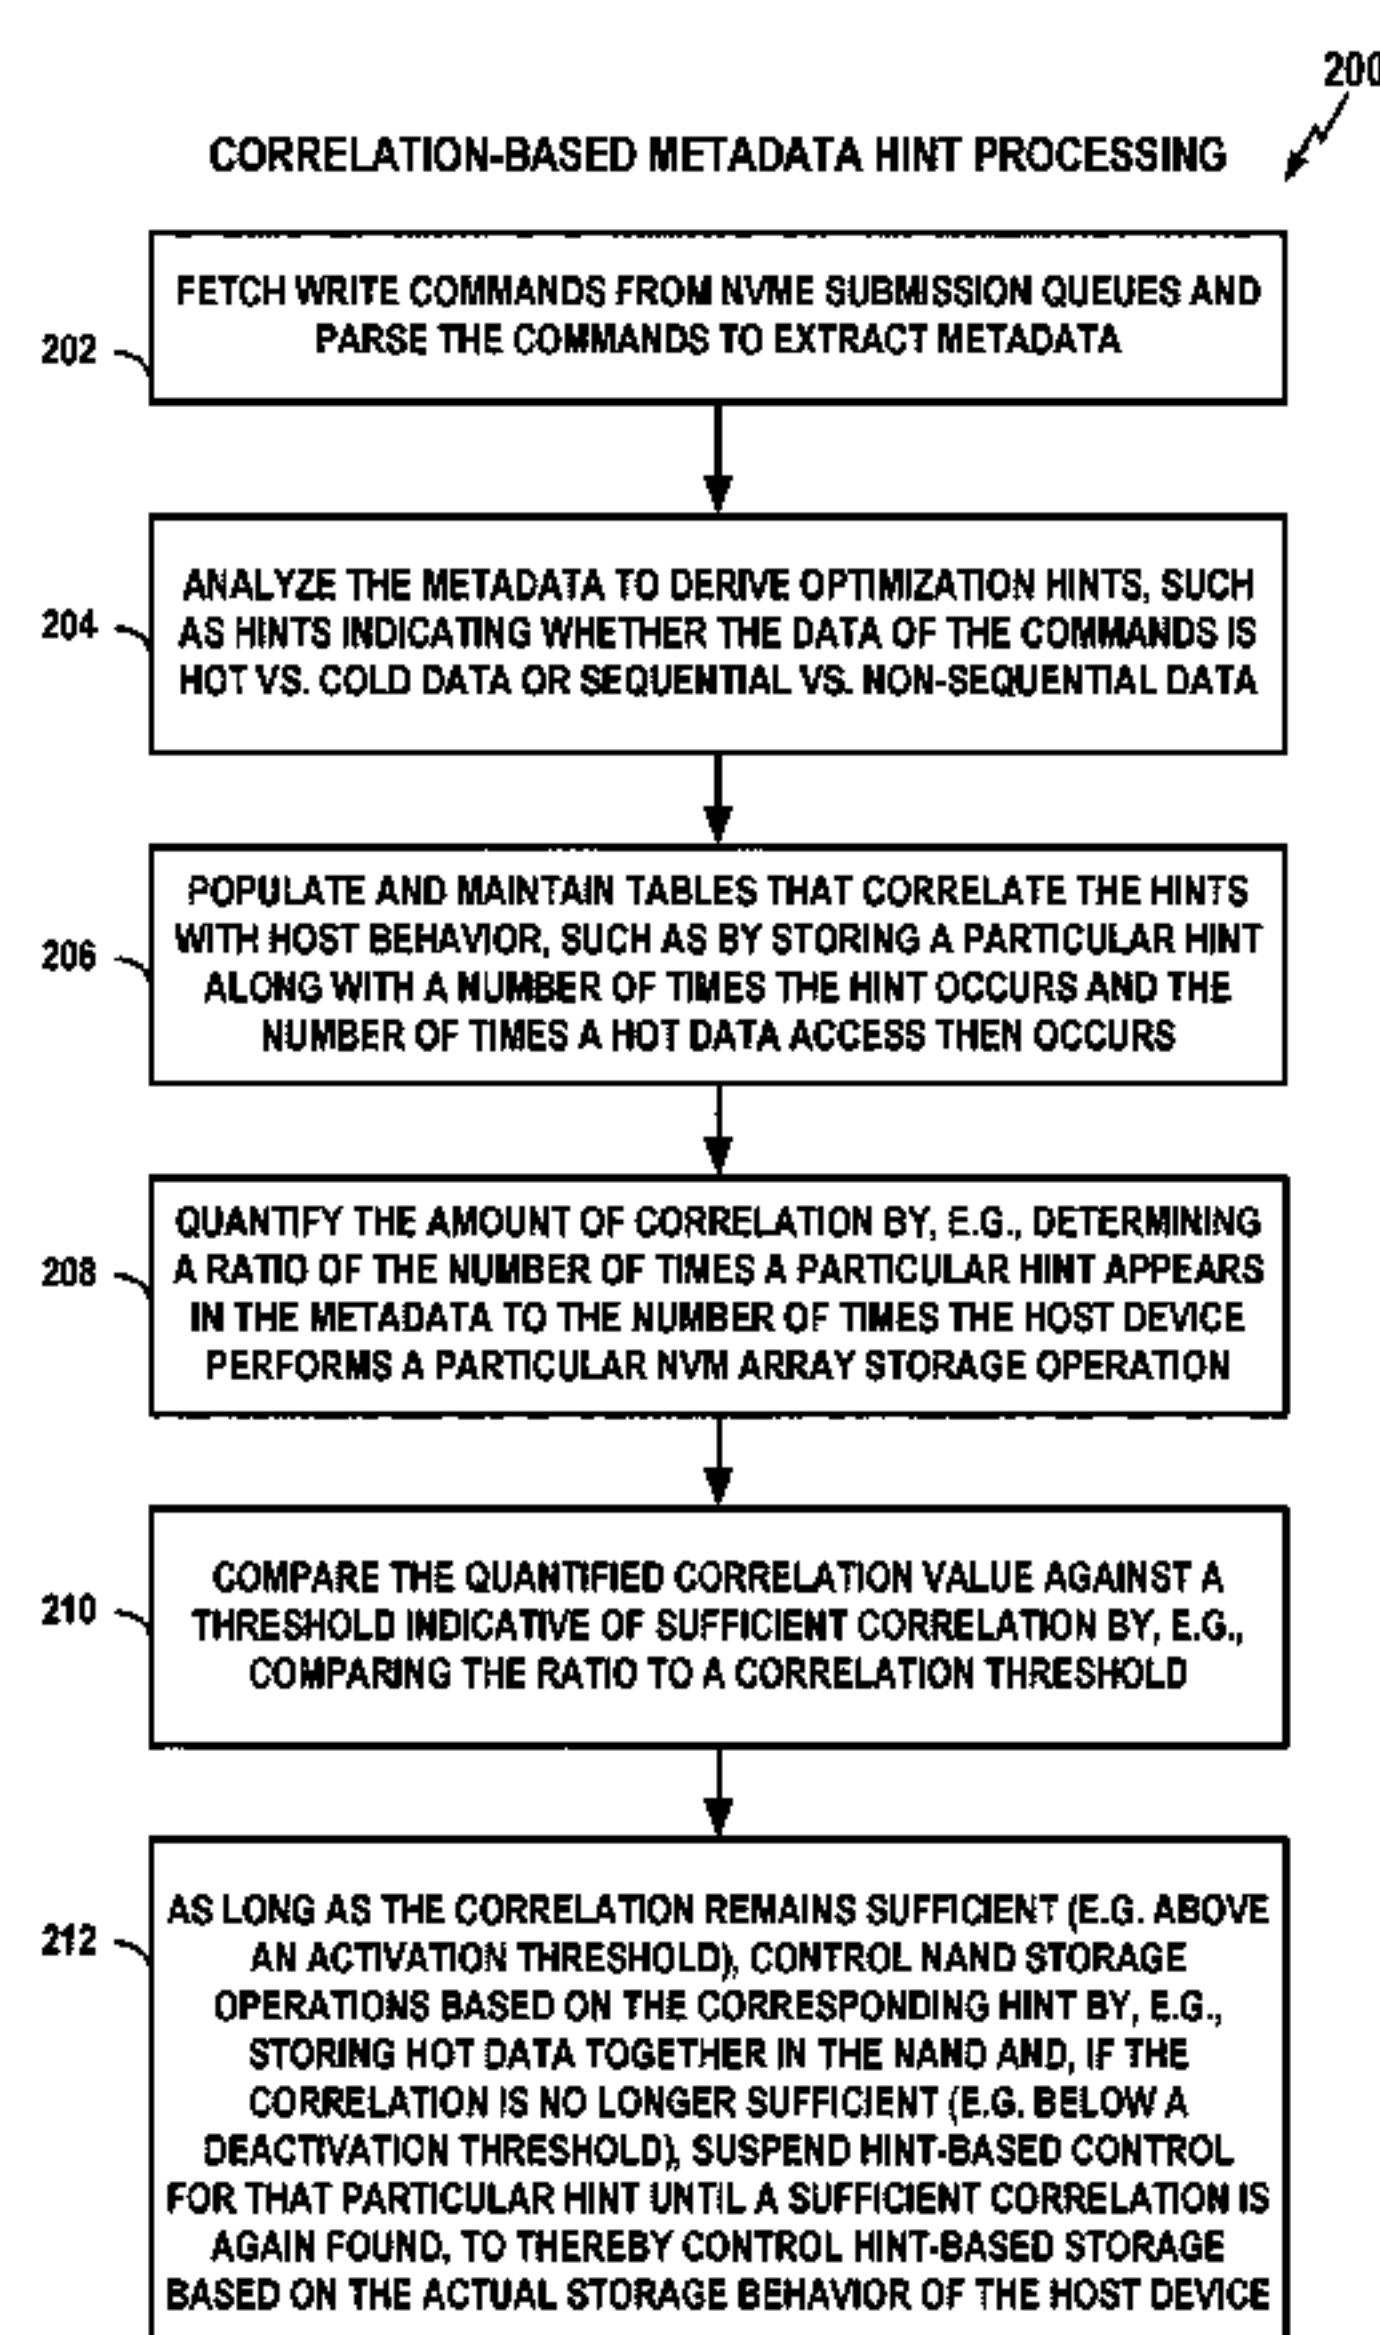 200
CORRELATION-BASED METADATA HINT PROCESSING
FETCH WRITE COMMANDS FROM NVME SUBMISSION QUEUES AND
PARSE THE COMMANDS TO EXTRACT METADATA
202
ANALYZE THE METADATA TO DERIVE OPTIMIZATION HINTS, SUCH
AS HINTS INDICATING WHETHER THE DATA OF THE COMMANDS IS
HOT VS. COLD DATA OR SEQUENTIAL VS. NON-SEQUENTIAL DATA
204
POPULATE AND MAINTAIN TABLES THAT CORRELATE THE HINTS
WITH HOST BEHAVIOR, SUCH AS BY STORING A PARTICULAR HINT
ALONG WITH A NUMBER OF TIMES THE HINT OCCURS AND THE
NUMBER OF TIMES A HOT DATA ACCESS THEN OCCURS
206
QUANTIFY THE AMOUNT OF CORRELATION BY, E.G., DETERMINING
A RATIO OF THE NUMBER OF TIMES A PARTICULAR HINT APPEARS
IN THE METADATA TO THE NUMBER OF TIMES THE HOST DEVICE
PERFORMS A PARTICULAR NVM ARRAY STORAGE OPERATION
208
COMPARE THE QUANTIFIED CORRELATION VALUE AGAINST A
THRESHOLD INDICATIVE OF SUFFICIENT CORRELATION BY, E.G.,
COMPARING THE RATIO TO A CORRELATION THRESHOLD
210
AS LONG AS THE CORRELATION REMAINS SUFFICIENT (E.G. ABOVE
AN ACTIVATION THRESHOLD), CONTROL NAND STORAGE
OPERATIONS BASED ON THE CORRESPONDING HINT BY, E.G.,
STORING HOT DATA TOGETHER IN THE NAND AND, IF THE
CORRELATION IS NO LONGER SUFFICIENT (E.G. BELOW A
DEACTIVATION THRESHOLD), SUSPEND HINT-BASED CONTROL
FOR THAT PARTICULAR HINT UNTIL A SUFFICIENT CORRELATION IS
AGAIN FOUND, TO THEREBY CONTROL HINT-BASED STORAGE
BASED ON THE ACTUAL STORAGE BEHAVIOR OF THE HOST DEVICE
212